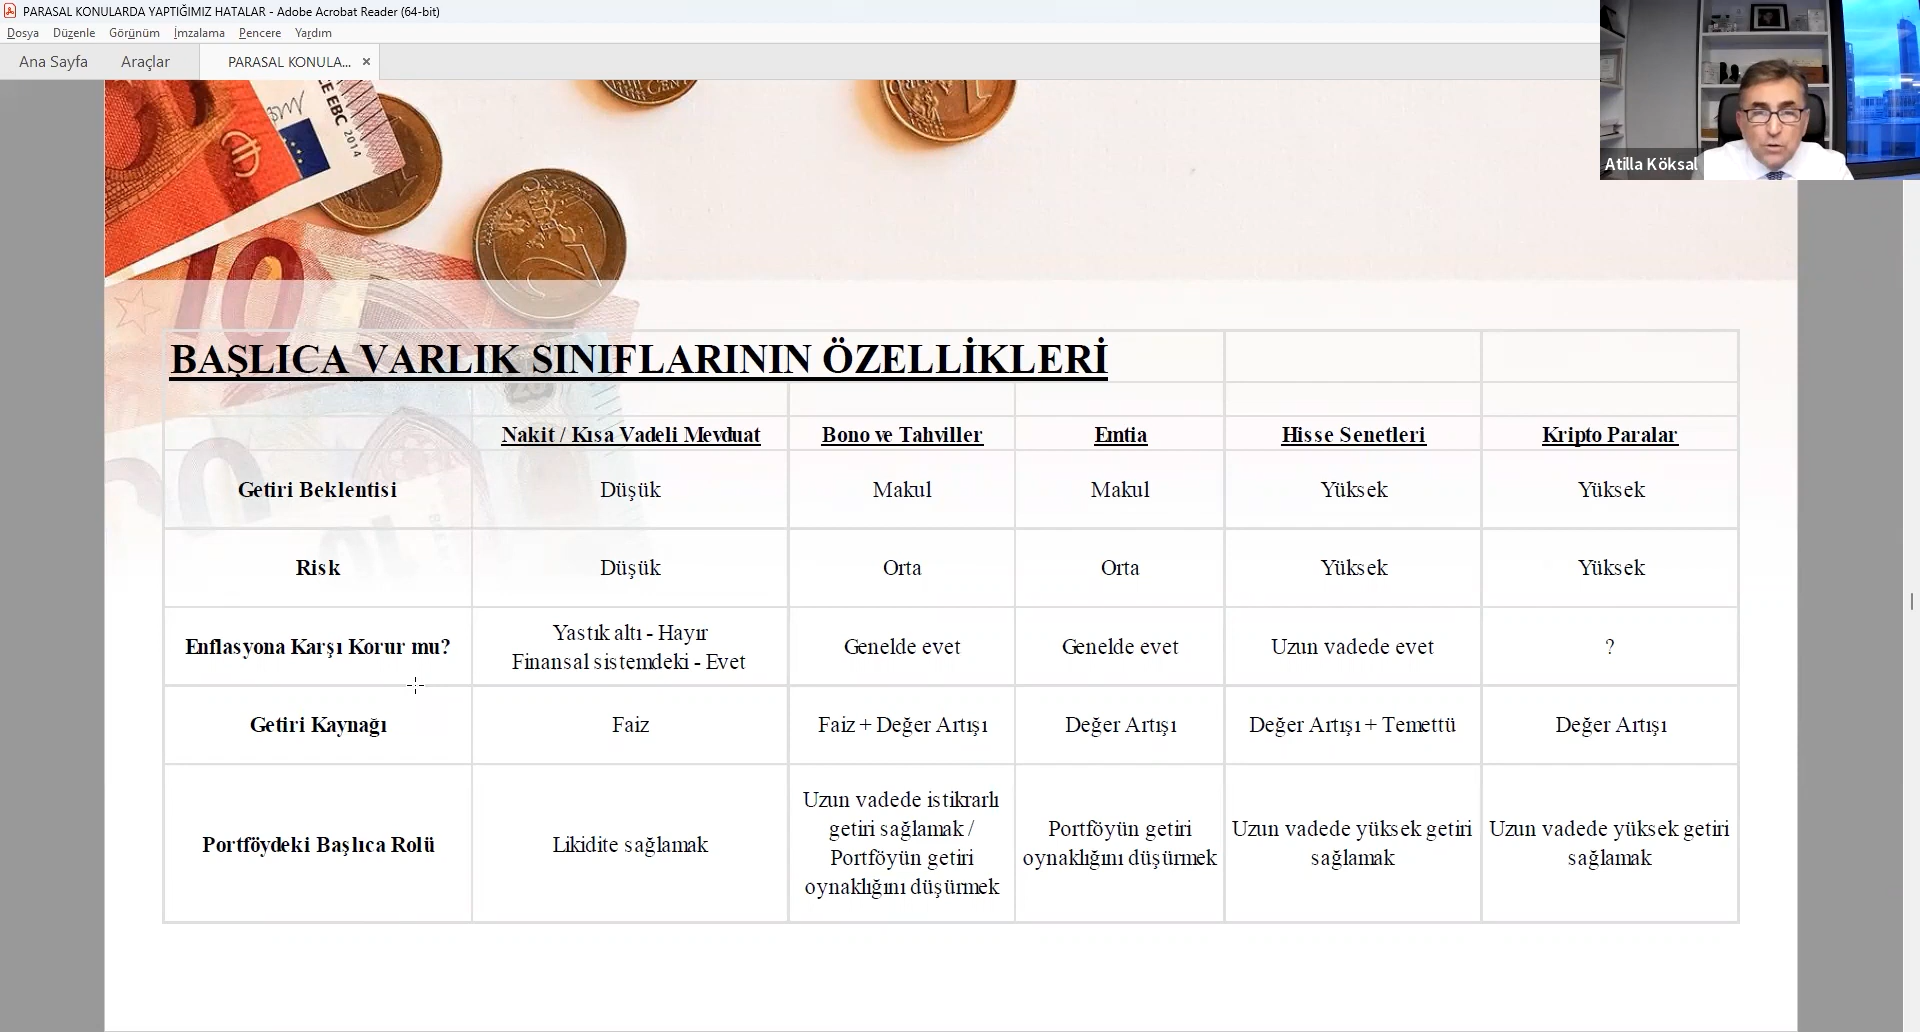 PARASAL KONULARDA YAPTIĞIMIZ HATALAR - Adobe Acrobat Reader (64-bit)
Dosya Düzenle Görünüm İmzalama Pencere Yardım
Ana Sayfa Araçlar PARASAL KONULA... ×
Atilla Köksal
EBC 2014
10
BAŞLICA VARLIK SINIFLARININ ÖZELLİKLERİ
Nakit / Kısa Vadeli Mevduat Bono ve Tahviller Emtia Hisse Senetleri Kripto Paralar
Getiri Beklentisi Düşük Makul Makul Yüksek Yüksek
Risk Düşük Orta Orta Yüksek Yüksek
Enflasyona Karşı Korur mu? Yastık altı - Hayır
Finansal sistemdeki - Evet Genelde evet Genelde evet Uzun vadede evet ?
Getiri Kaynağı Faiz Faiz + Değer Artışı Değer Artışı Değer Artışı + Temettü Değer Artışı
Portföydeki Başlıca Rolü Likidite sağlamak
Uzun vadede istikrarlı
getiri sağlamak /
Portföyün getiri
oynaklığını düşürmek
Portföyün getiri
oynaklığını düşürmek
Uzun vadede yüksek getiri
sağlamak
Uzun vadede yüksek getiri
sağlamak